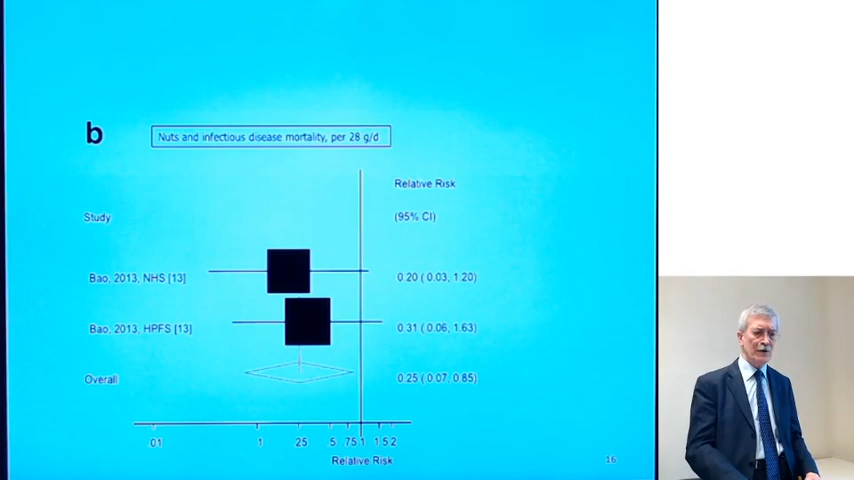 b
Nuts and infectious disease mortality, per 28 g/d
Relative Risk
Study
(95% CI)
Bao, 2013, NHS [13]
0.20 ( 0.03, 1.20)
Bao, 2013, HPFS [13]
0.31 ( 0.06, 1.63)
Overall
0.25 ( 0.07, 0.85)
01 1 25 5 75 1 1 5 2
Relative Risk
16